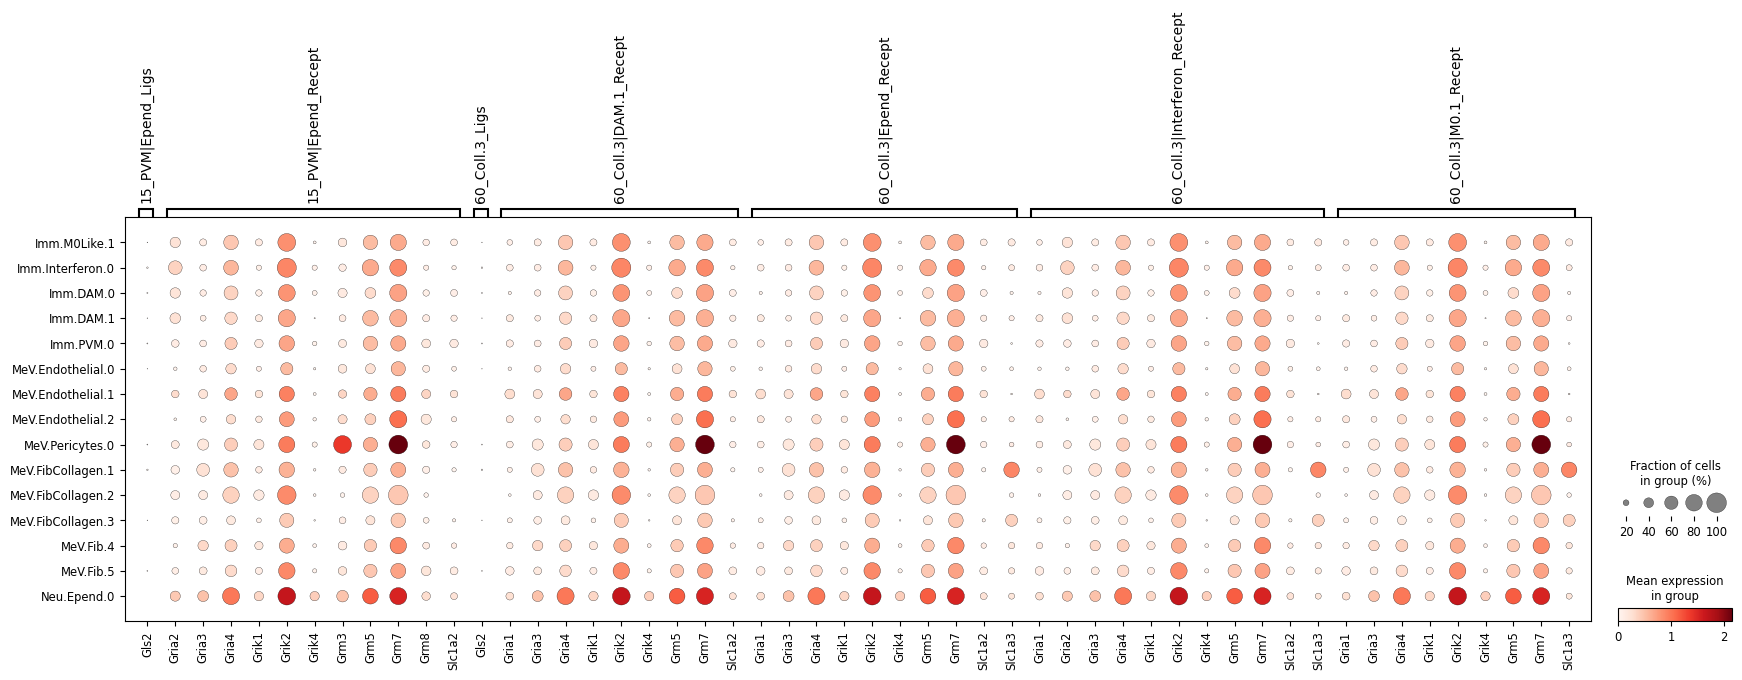 15_PVM|Epend_Ligs
15_PVM|Epend_Recept
60_Coll.3_Ligs
60_Coll.3|DAM.1_Recept
60_Coll.3|Epend_Recept
60_Coll.3|Interferon_Recept
60_Coll.3|M0.1_Recept
Imm.M0Like.1
Imm.Interferon.0
Imm.DAM.0
Imm.DAM.1
Imm.PVM.0
MeV.Endothelial.0
MeV.Endothelial.1
MeV.Endothelial.2
MeV.Pericytes.0
MeV.FibCollagen.1
MeV.FibCollagen.2
MeV.FibCollagen.3
MeV.Fib.4
MeV.Fib.5
Neu.Epend.0
Gls2
Gria2
Gria3
Gria4
Grik1
Grik2
Grik4
Grm3
Grm5
Grm7
Grm8
Slc1a2
Gls2
Gria1
Gria3
Gria4
Grik1
Grik2
Grik4
Grm5
Grm7
Slc1a2
Gria1
Gria3
Gria4
Grik1
Grik2
Grik4
Grm5
Grm7
Slc1a2
Slc1a3
Gria1
Gria2
Gria3
Gria4
Grik1
Grik2
Grik4
Grm5
Grm7
Slc1a2
Slc1a3
Gria1
Gria3
Gria4
Grik1
Grik2
Grik4
Grm5
Grm7
Slc1a3
Fraction of cells
in group (%)
20 40 60 80 100
Mean expression
in group
0 1 2